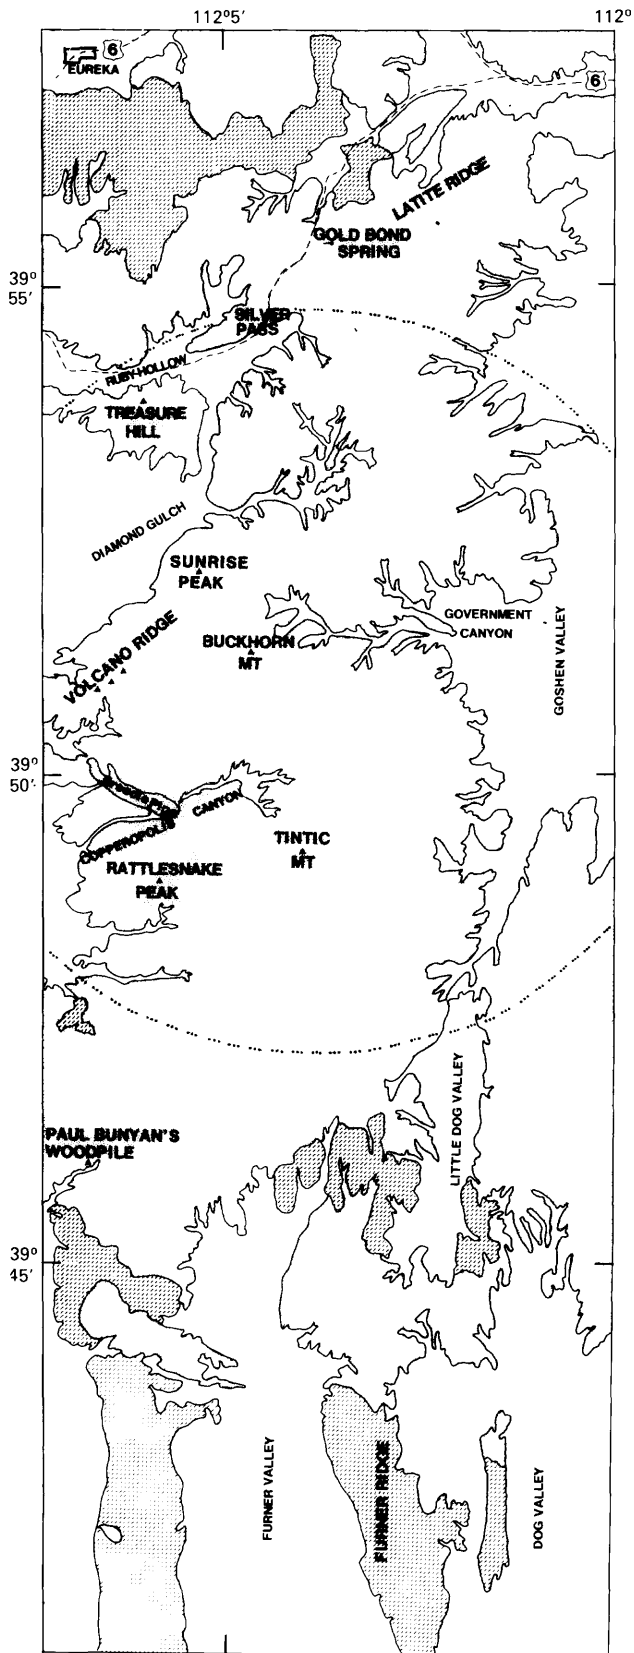 112°5'
112°
6
EUREKA
6
LATITE RIDGE
GOLD BOND
SPRING
39°
55'
SILVER
PASS
RUBY HOLLOW
TREASURE
HILL
DIAMOND GULCH
SUNRISE
PEAK
GOVERNMENT
CANYON
GOSHEN VALLEY
BUCKHORN
MT
VOLCANO RIDGE
39°
50'
CANYON
COPPEROPOLIS
TINTIC
MT
RATTLESNAKE
PEAK
LITTLE DOG VALLEY
PAUL BUNYAN'S
WOODPILE
39°
45'
FURNER VALLEY
FURNER RIDGE
DOG VALLEY